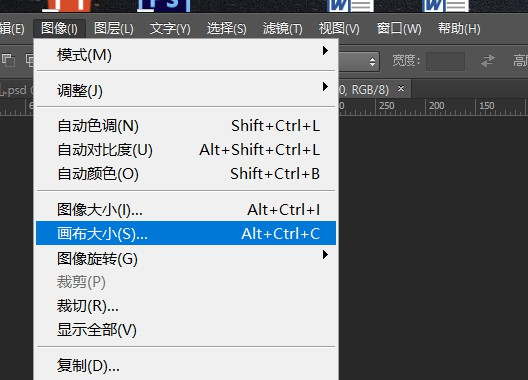 辑(E) 图像(I) 图层(L) 文字(Y) 选择(S) 滤镜(T) 视图(V) 窗口(W) 帮助(H)
模式(M)
宽度:
调整(J)
.psd
0, RGB/8) ×
250 200 150
自动色调(N) Shift+Ctrl+L
自动对比度(U) Alt+Shift+Ctrl+L
自动颜色(O) Shift+Ctrl+B
图像大小(I)... Alt+Ctrl+I
画布大小(S)... Alt+Ctrl+C
图像旋转(G)
裁剪(P)
裁切(R)...
显示全部(V)
复制(D)...